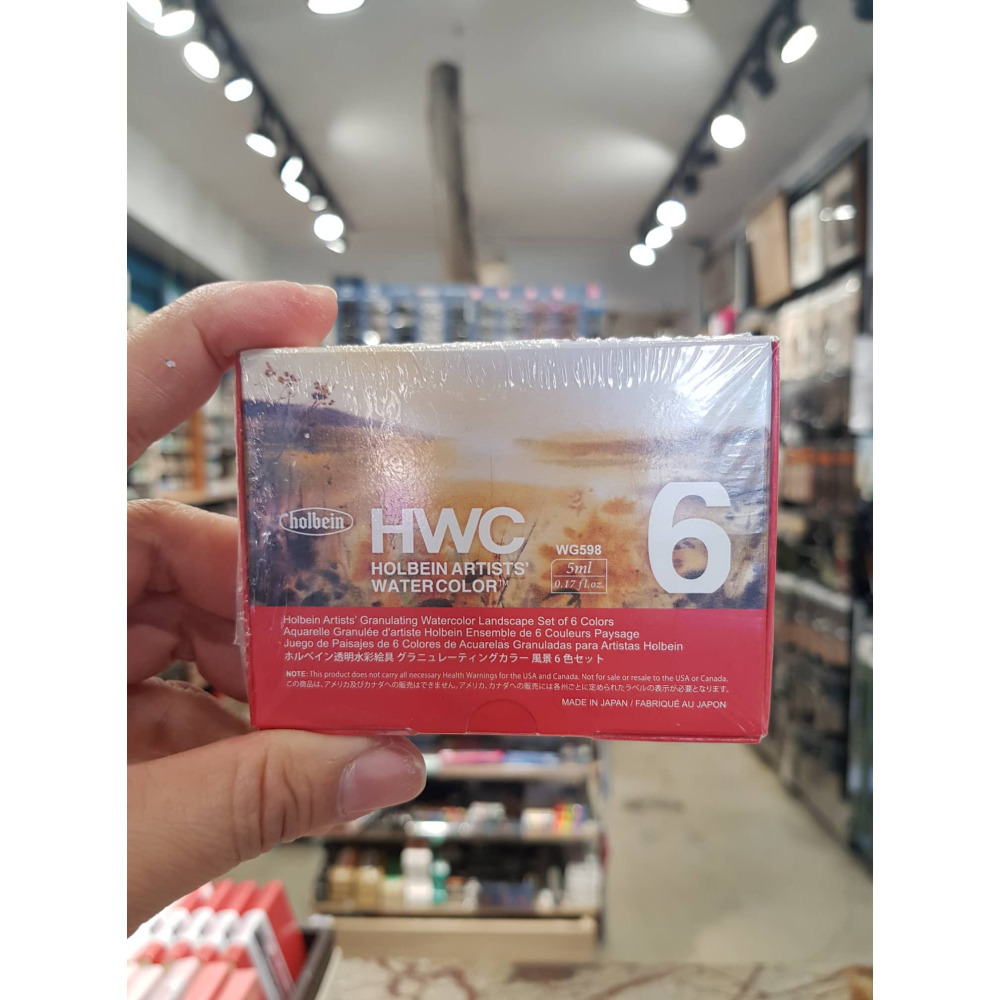 holbein
HWC
HOLBEIN ARTISTS'
WATERCOLOR™
WG598
5ml
0.17 fl.oz.
6
Holbein Artists' Granulating Watercolor Landscape Set of 6 Colors
Aquarelle Granulée d'artiste Holbein Ensemble de 6 Couleurs Paysage
Juego de Paisajes de 6 Colores de Acuarelas Granuladas para Artistas Holbein
ホルベイン透明水彩絵具 グラニュレーティングカラー 風景 6 色セット
NOTE: This product does not carry all necessary Health Warnings for the USA and Canada. Not for sale or resale to the USA or Canada.
この商品は、アメリカ及びカナダへの販売はできません。アメリカ、カナダへの販売には各州ごとに定められたラベルの表示が必要となります。
MADE IN JAPAN / FABRIQUÉ AU JAPON